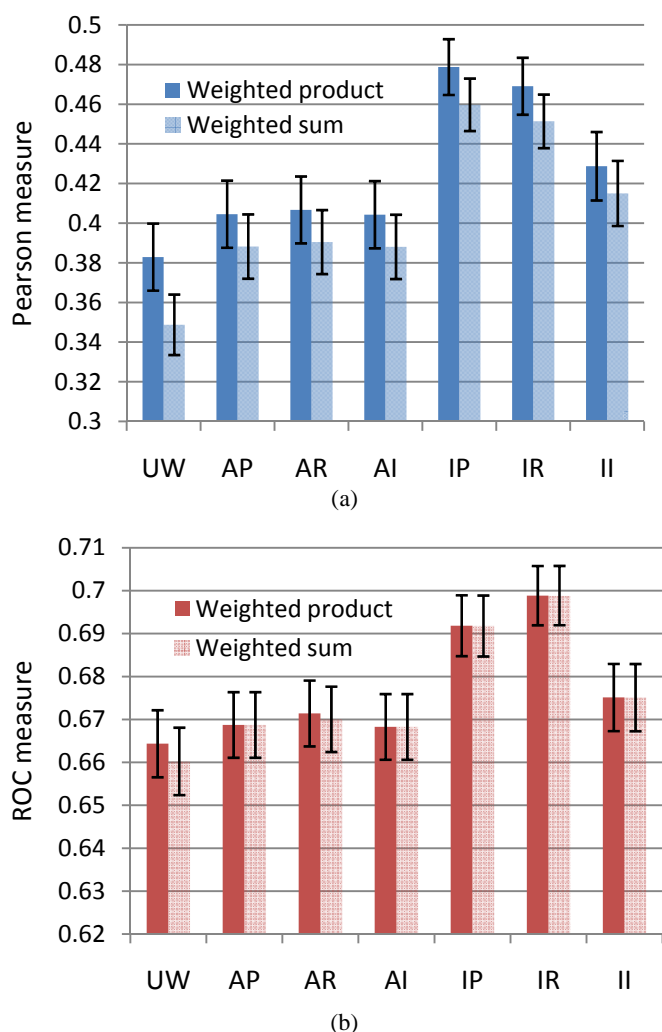 0.5
0.48
0.46
0.44
0.42
0.4
0.38
0.36
0.34
0.32
0.3
Pearson measure
Weighted product
Weighted sum
UW AP AR AI IP IR II
(a)
0.71
0.7
0.69
0.68
0.67
0.66
0.65
0.64
0.63
0.62
ROC measure
Weighted product
Weighted sum
UW AP AR AI IP IR II
(b)